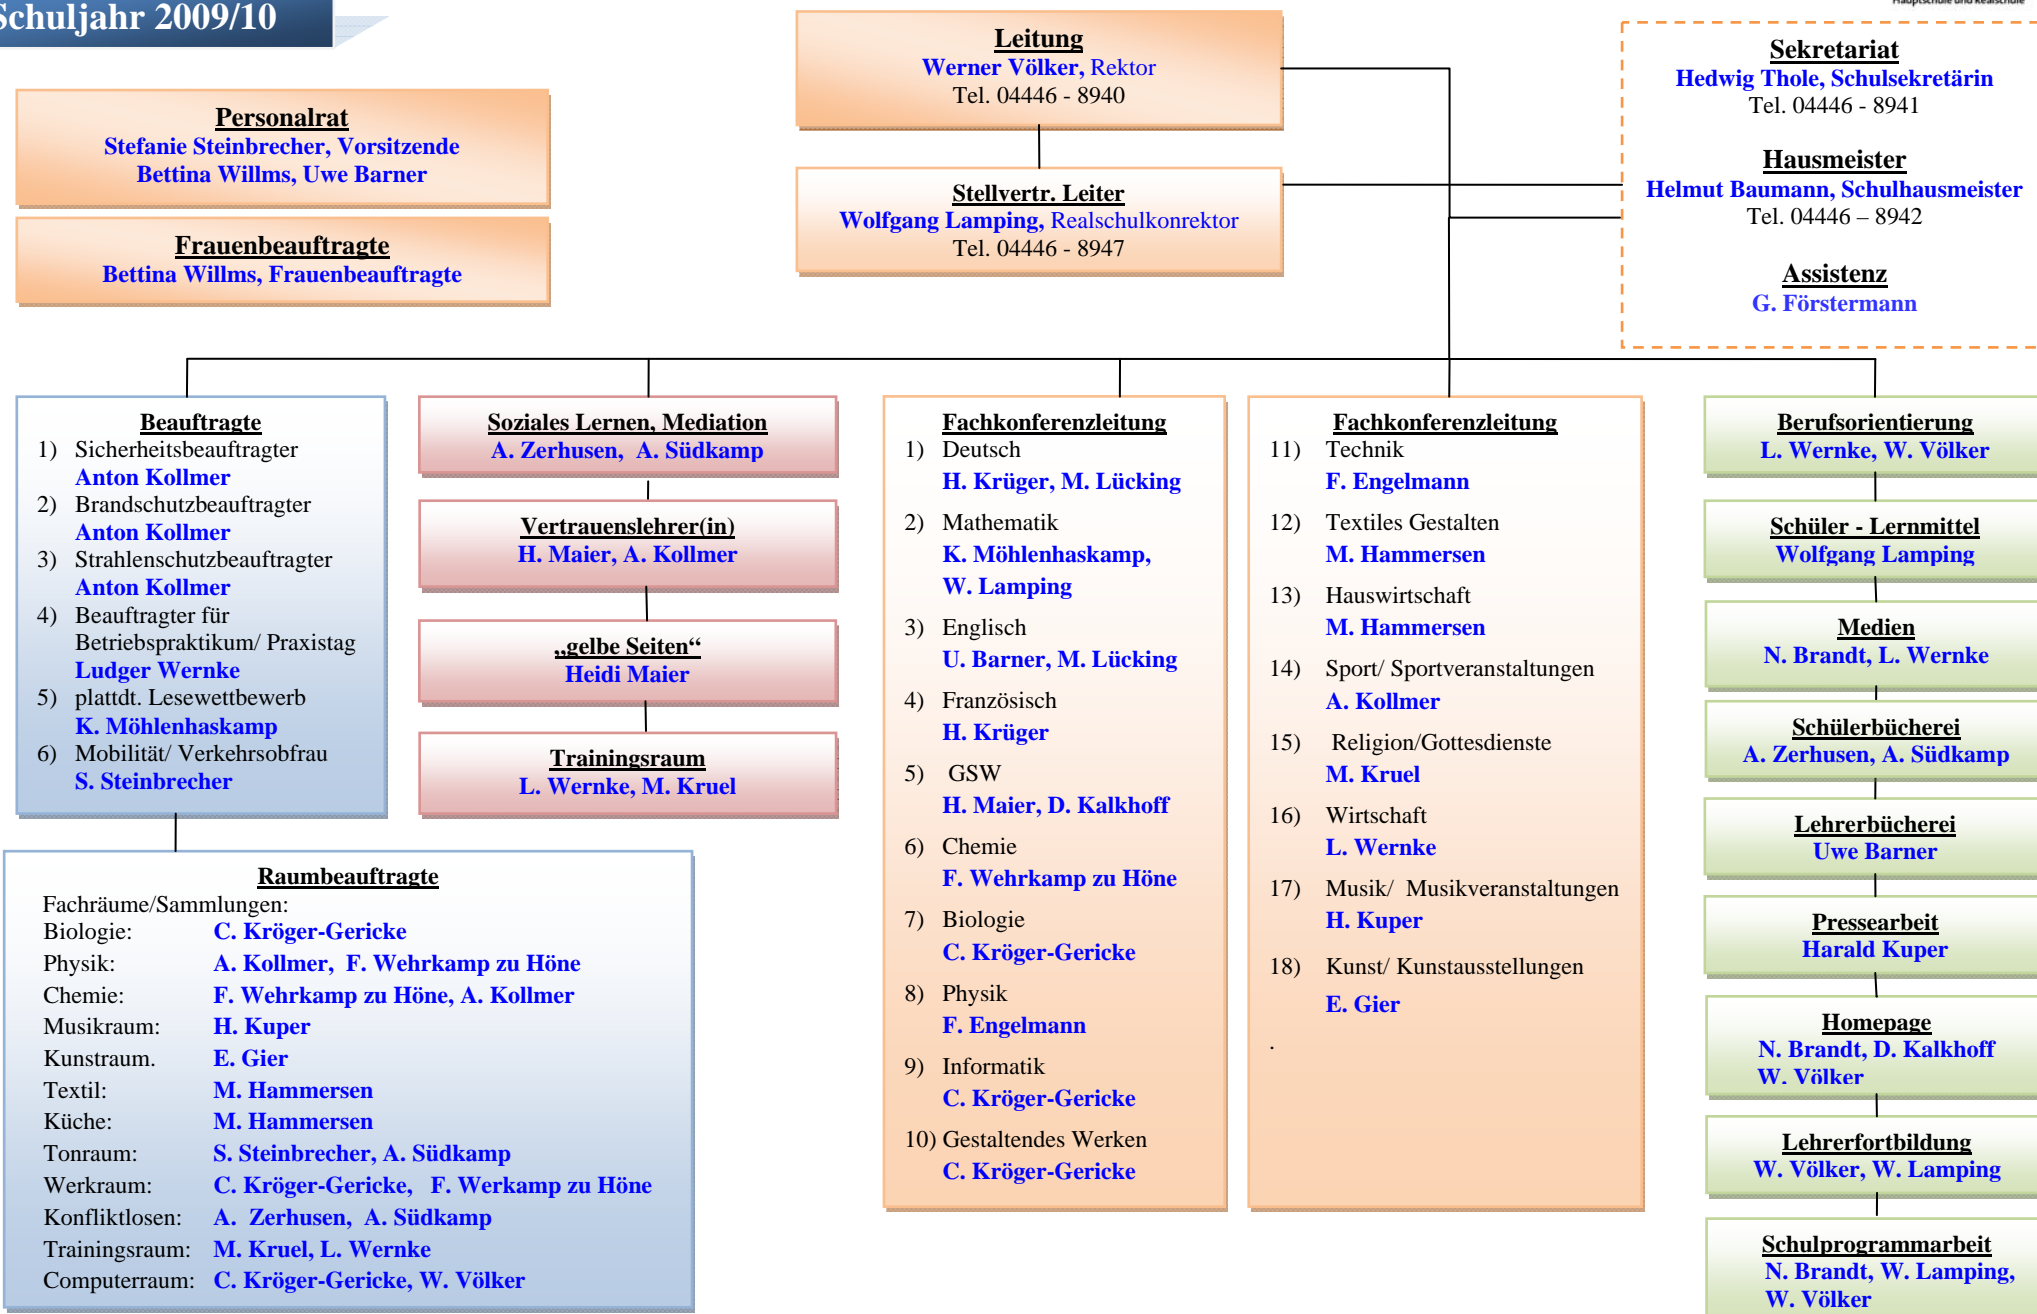 Schuljahr 2009/10
Hauptschule und Realschule
Leitung
Werner Völker, Rektor
Tel. 04446 - 8940
Stellvertr. Leiter
Wolfgang Lamping, Realschulkonrektor
Tel. 04446 - 8947
Sekretariat
Hedwig Thole, Schulsekretärin
Tel. 04446 - 8941
Hausmeister
Helmut Baumann, Schulhausmeister
Tel. 04446 – 8942
Assistenz
G. Förstermann
Personalrat
Stefanie Steinbrecher, Vorsitzende
Bettina Willms, Uwe Barner
Frauenbeauftragte
Bettina Willms, Frauenbeauftragte
Beauftragte
1) Sicherheitsbeauftragter
Anton Kollmer
2) Brandschutzbeauftragter
Anton Kollmer
3) Strahlenschutzbeauftragter
Anton Kollmer
4) Beauftragter für
Betriebspraktikum/ Praxistag
Ludger Wernke
5) plattdt. Lesewettbewerb
K. Möhlenhaskamp
6) Mobilität/ Verkehrsobfrau
S. Steinbrecher
Raumbeauftragte
Fachräume/Sammlungen:
Biologie: C. Kröger-Gericke
Physik: A. Kollmer, F. Wehrkamp zu Höne
Chemie: F. Wehrkamp zu Höne, A. Kollmer
Musikraum: H. Kuper
Kunstraum. E. Gier
Textil: M. Hammersen
Küche: M. Hammersen
Tonraum: S. Steinbrecher, A. Südkamp
Werkraum: C. Kröger-Gericke, F. Werkamp zu Höne
Konfliktlosen: A. Zerhusen, A. Südkamp
Trainingsraum: M. Kruel, L. Wernke
Computerraum: C. Kröger-Gericke, W. Völker
Soziales Lernen, Mediation
A. Zerhusen, A. Südkamp
Vertrauenslehrer(in)
H. Maier, A. Kollmer
„gelbe Seiten“
Heidi Maier
Trainingsraum
L. Wernke, M. Kruel
Fachkonferenzleitung
1) Deutsch
H. Krüger, M. Lücking
2) Mathematik
K. Möhlenhaskamp,
W. Lamping
3) Englisch
U. Barner, M. Lücking
4) Französisch
H. Krüger
5) GSW
H. Maier, D. Kalkhoff
6) Chemie
F. Wehrkamp zu Höne
7) Biologie
C. Kröger-Gericke
8) Physik
F. Engelmann
9) Informatik
C. Kröger-Gericke
10) Gestaltendes Werken
C. Kröger-Gericke
Fachkonferenzleitung
11) Technik
F. Engelmann
12) Textiles Gestalten
M. Hammersen
13) Hauswirtschaft
M. Hammersen
14) Sport/ Sportveranstaltungen
A. Kollmer
15) Religion/Gottesdienste
M. Kruel
16) Wirtschaft
L. Wernke
17) Musik/ Musikveranstaltungen
H. Kuper
18) Kunst/ Kunstausstellungen
E. Gier
.
Berufsorientierung
L. Wernke, W. Völker
Schüler - Lernmittel
Wolfgang Lamping
Medien
N. Brandt, L. Wernke
Schülerbücherei
A. Zerhusen, A. Südkamp
Lehrerbücherei
Uwe Barner
Pressearbeit
Harald Kuper
Homepage
N. Brandt, D. Kalkhoff
W. Völker
Lehrerfortbildung
W. Völker, W. Lamping
Schulprogrammarbeit
N. Brandt, W. Lamping,
W. Völker